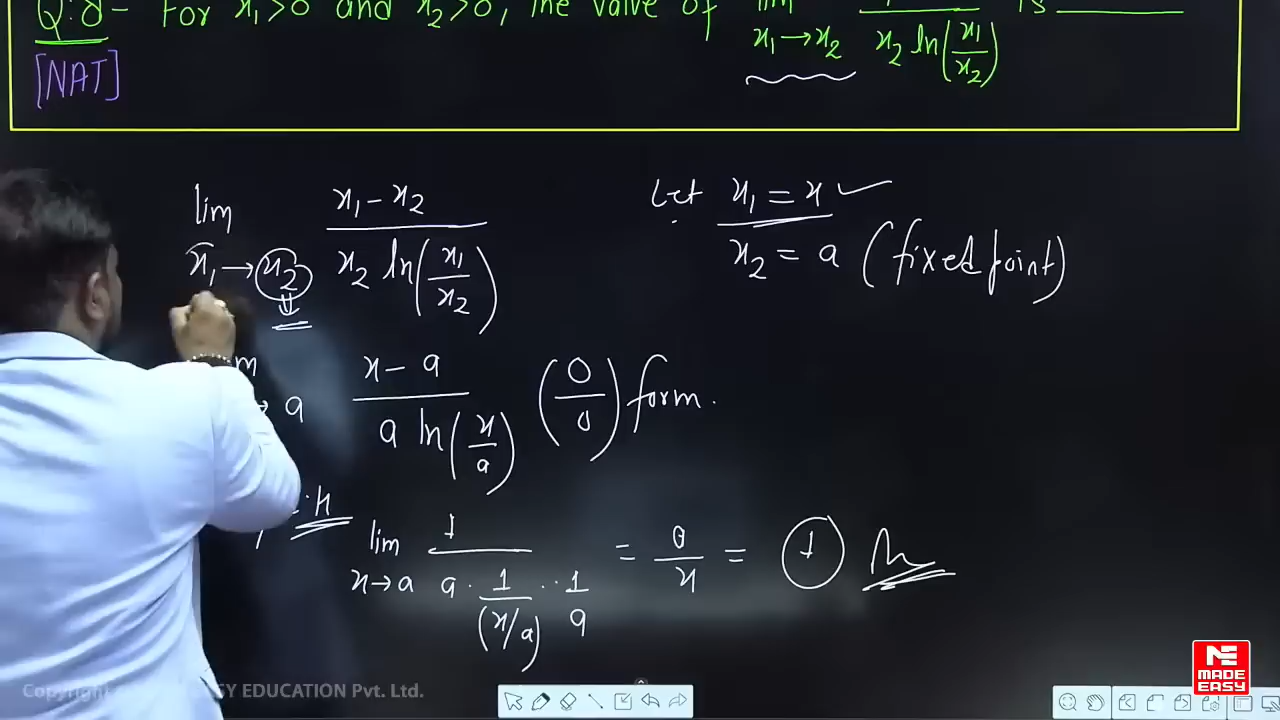 Q:8- For x₁>0 and x₂>0, the value of lim x₁→x₂ / x₂ ln(x₁/x₂) is ______
[NAT]
lim x₁→x₂ (x₁-x₂) / (x₂ ln(x₁/x₂))
Let x₁ = x ✓
x₂ = a (fixed point)
a (x-a) / (a ln(x/a)) (0/0) form.
·H
lim x→a 1 / (a · 1/(x/a) · · 1/a) = θ/x = 1
Copyright EASY EDUCATION Pvt. Ltd.
MADE EASY